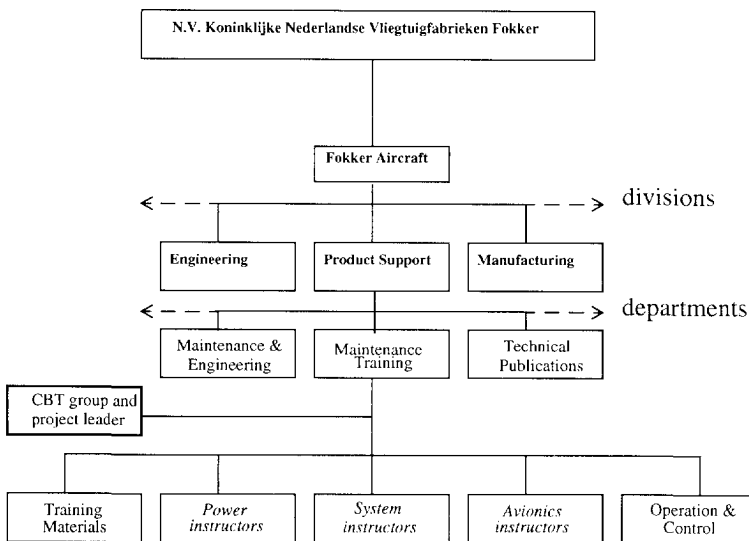 N.V. Koninklijke Nederlandse Vliegtuigfabrieken Fokker
Fokker Aircraft
divisions
Engineering
Product Support
Manufacturing
departments
Maintenance &
Engineering
Maintenance
Training
Technical
Publications
CBT group and
project leader
Training
Materials
Power
instructors
System
instructors
Avionics
instructors
Operation &
Control